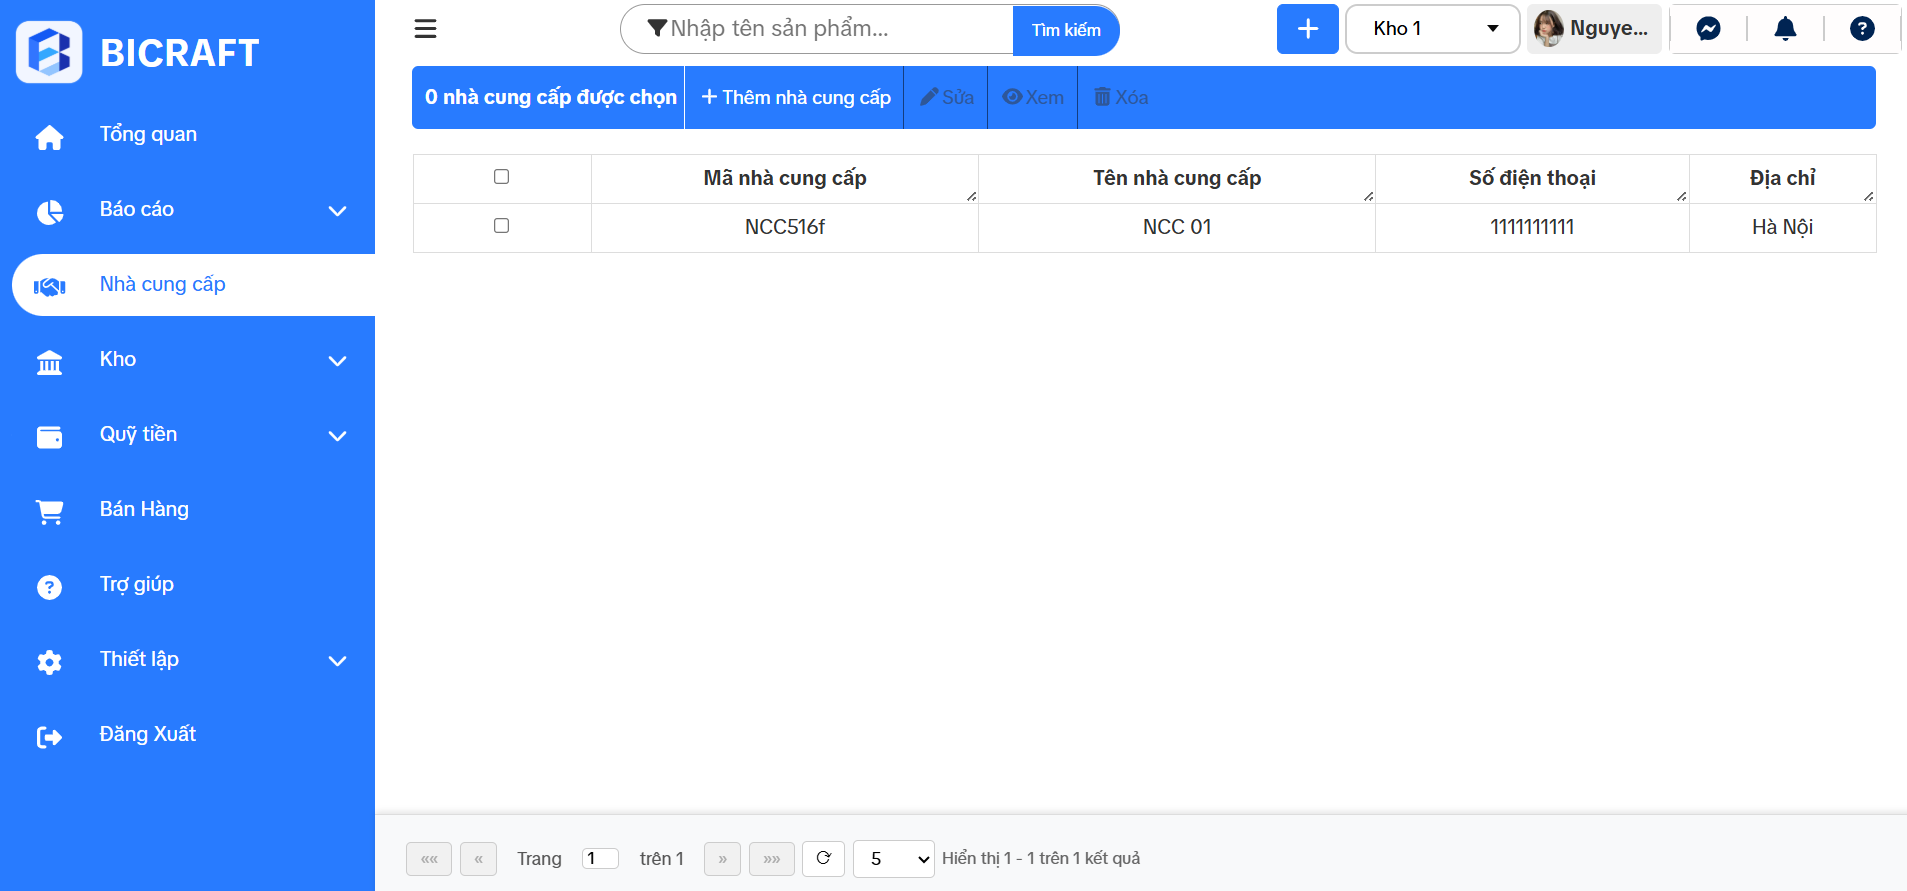 BICRAFT
Tổng quan
Báo cáo
Nhà cung cấp
Kho
Quỹ tiền
Bán Hàng
Trợ giúp
Thiết lập
Đăng Xuất
Nhập tên sản phẩm... Tìm kiếm
Kho 1
Nguye...
0 nhà cung cấp được chọn Thêm nhà cung cấp Sửa Xem Xóa
Mã nhà cung cấp Tên nhà cung cấp Số điện thoại Địa chỉ
NCC516f NCC 01 1111111111 Hà Nội
«« « Trang 1 trên 1 » »» 5 Hiển thị 1 - 1 trên 1 kết quả